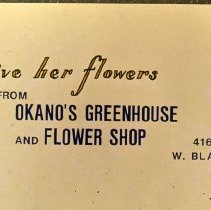 ve her flowers
FROM
OKANO'S GREENHOUSE
AND FLOWER SHOP
416
W. BLA